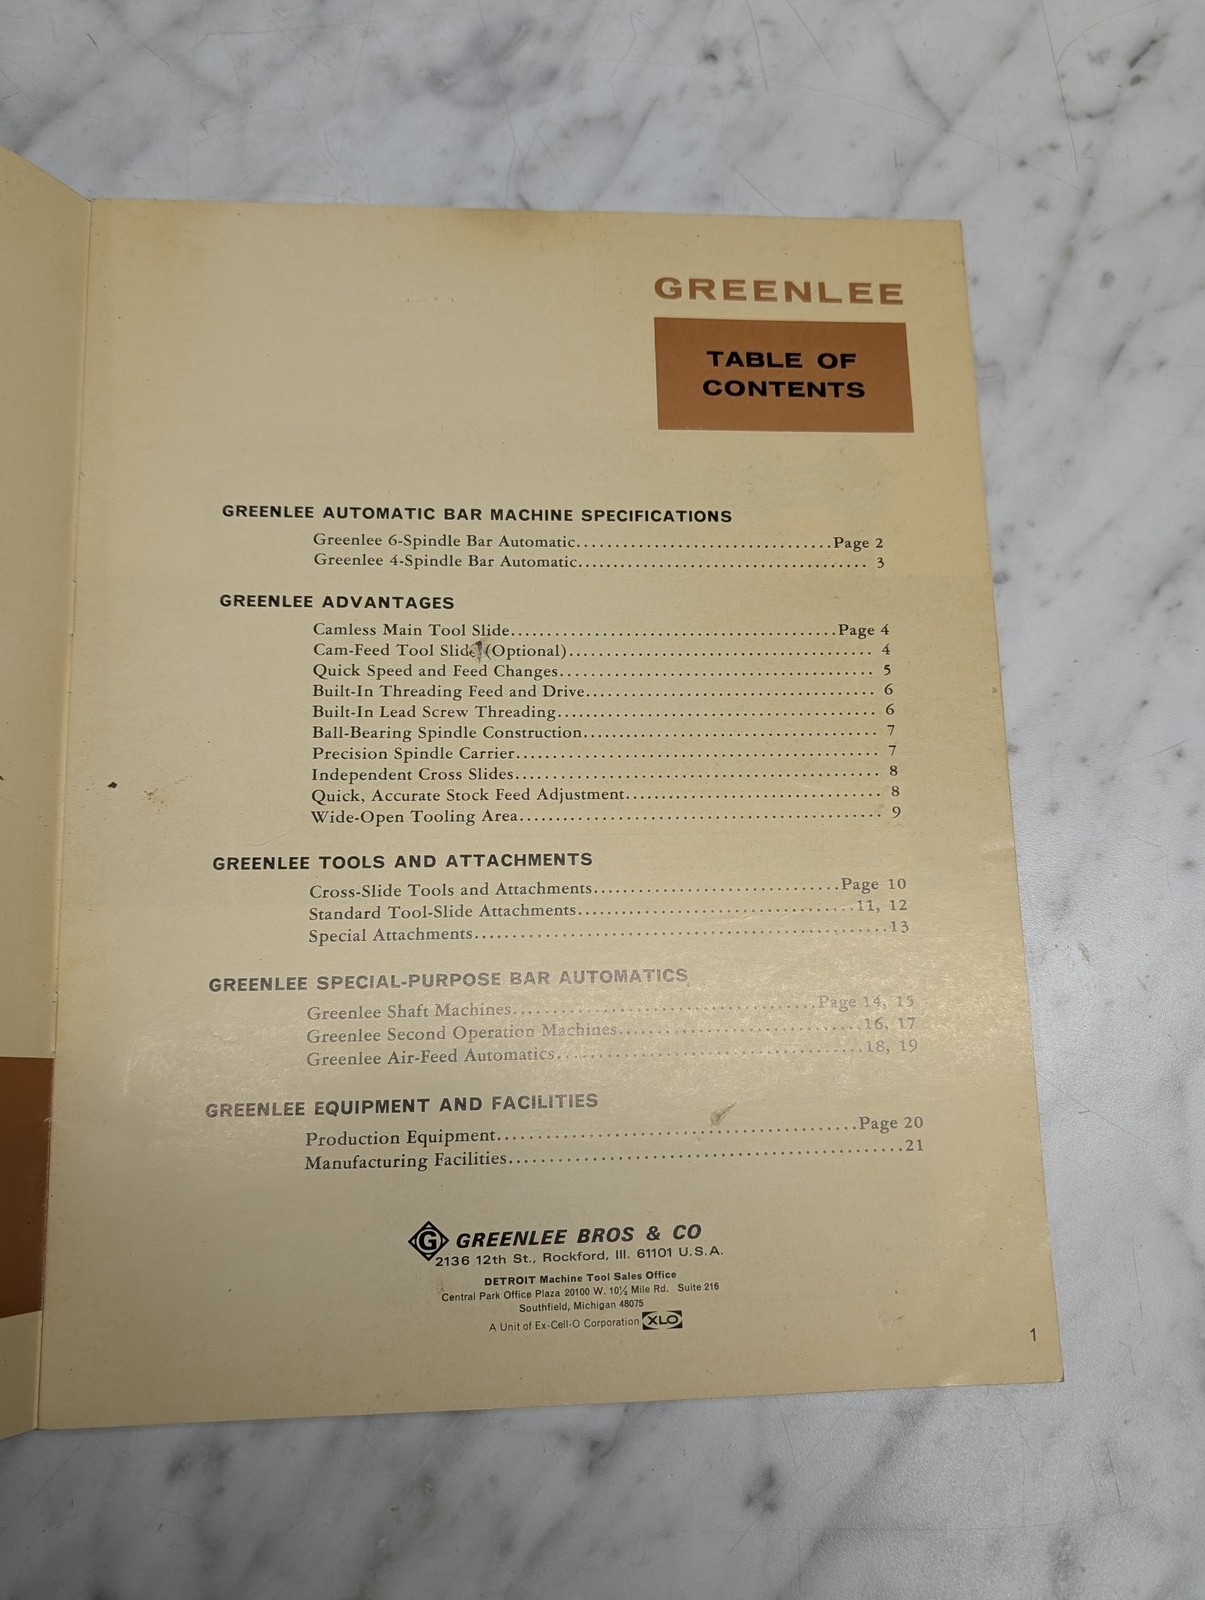 GREENLEE
TABLE OF
CONTENTS
GREENLEE AUTOMATIC BAR MACHINE SPECIFICATIONS
Greenlee 6-Spindle Bar Automatic................................Page 2
Greenlee 4-Spindle Bar Automatic..................................... 3
GREENLEE ADVANTAGES
Camless Main Tool Slide..........................................Page 4
Cam-Feed Tool Slide (Optional)....................................... 4
Quick Speed and Feed Changes........................................ 5
Built-In Threading Feed and Drive..................................... 6
Built-In Lead Screw Threading......................................... 6
Ball-Bearing Spindle Construction..................................... 7
Precision Spindle Carrier.............................................. 7
Independent Cross Slides.............................................. 8
Quick, Accurate Stock Feed Adjustment................................ 8
Wide-Open Tooling Area.............................................. 9
GREENLEE TOOLS AND ATTACHMENTS
Cross-Slide Tools and Attachments................................Page 10
Standard Tool-Slide Attachments....................................11, 12
Special Attachments.....................................................13
GREENLEE SPECIAL-PURPOSE BAR AUTOMATICS
Greenlee Shaft Machines.......................................Page 14, 15
Greenlee Second Operation Machines...............................16, 17
Greenlee Air-Feed Automatics.......................................18, 19
GREENLEE EQUIPMENT AND FACILITIES
Production Equipment.............................................Page 20
Manufacturing Facilities..................................................21
G GREENLEE BROS & CO
2136 12th St., Rockford, Ill. 61101 U.S.A.
DETROIT Machine Tool Sales Office
Central Park Office Plaza 20100 W. 10½ Mile Rd. Suite 216
Southfield, Michigan 48075
A Unit of Ex-Cell-O Corporation XLO
1